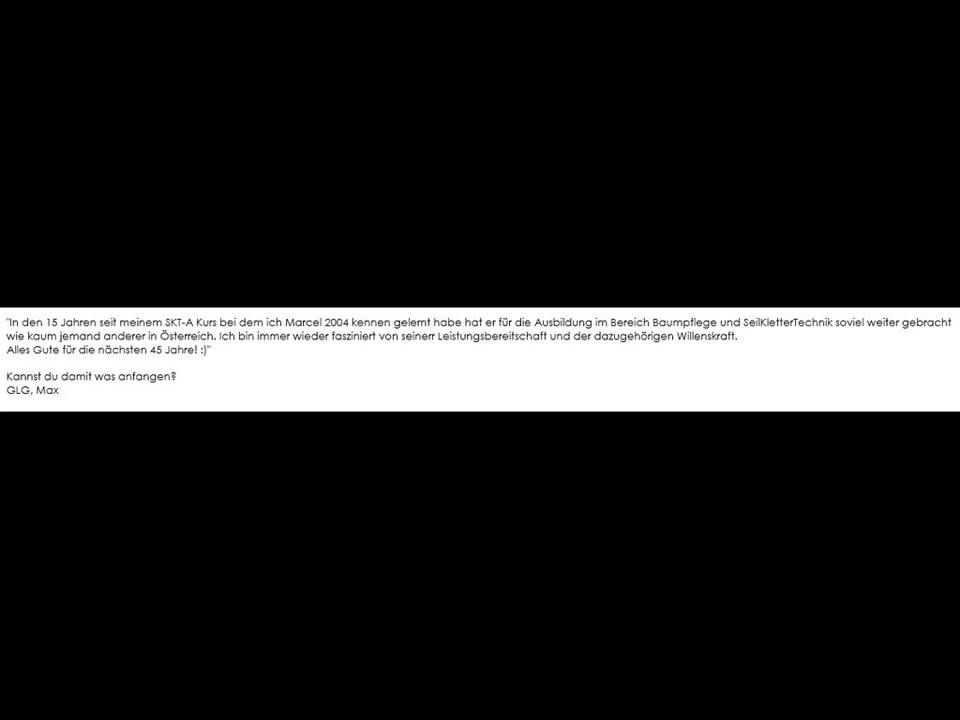 "In den 15 Jahren seit meinem SKT-A Kurs bei dem ich Marcel 2004 kennen gelernt habe hat er für die Ausbildung im Bereich Baumpflege und SeilKletterTechnik soviel weiter gebracht
wie kaum jemand anderer in Österreich. Ich bin immer wieder fasziniert von seinerr Leistungsbereitschaft und der dazugehörigen Willenskraft.
Alles Gute für die nächsten 45 Jahre! :)"
Kannst du damit was anfangen?
GLG, Max